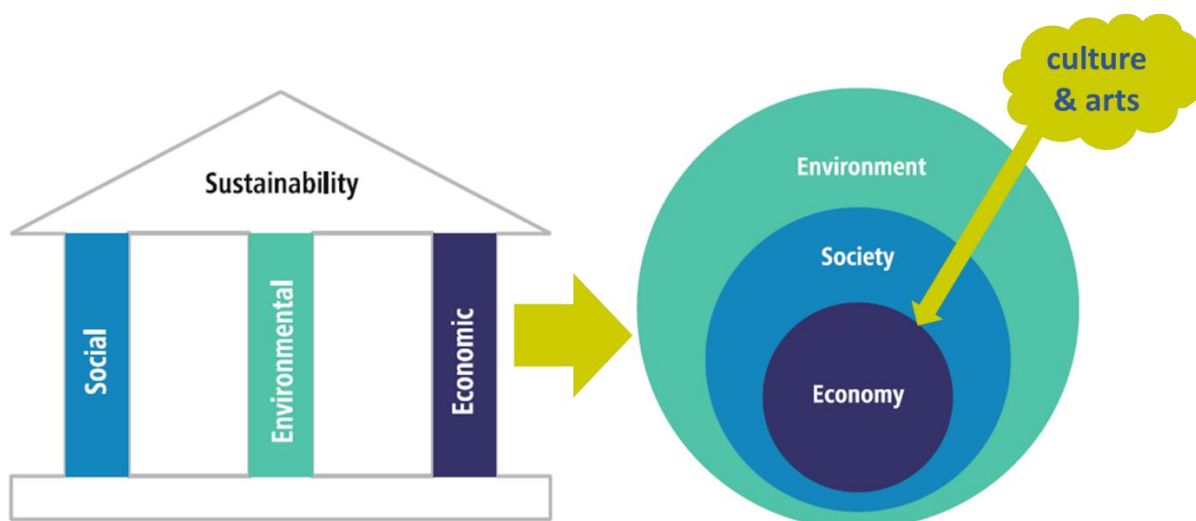 Sustainability
Social
Environmental
Economic
culture
& arts
Environment
Society
Economy